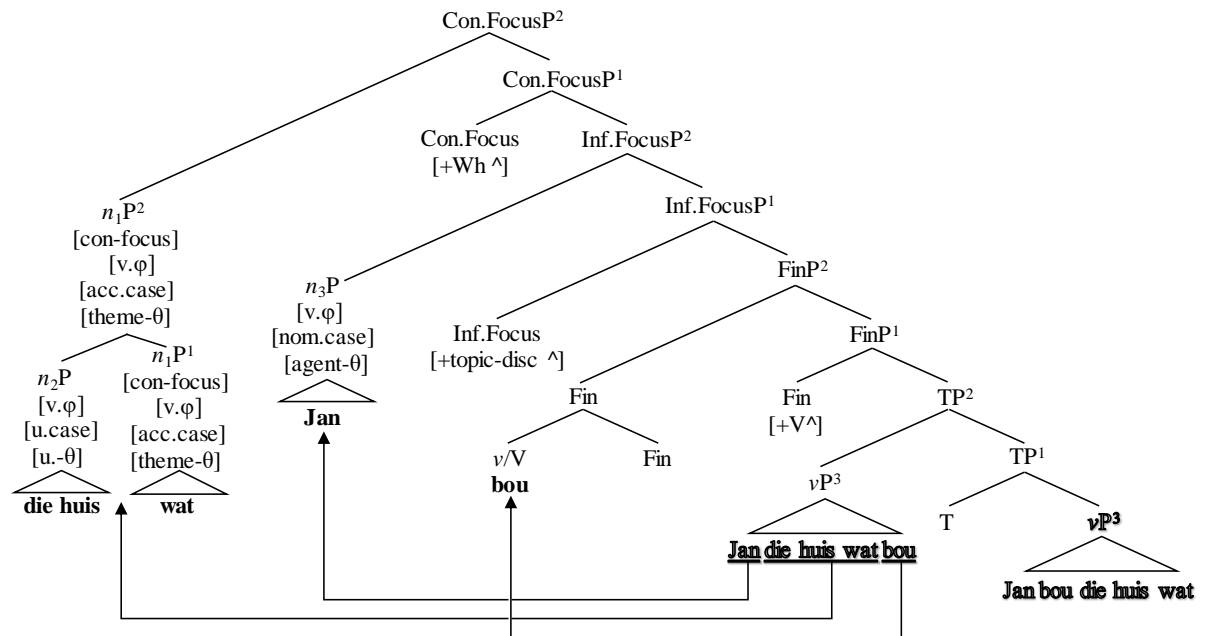 Con.FocusP²
Con.FocusP¹
Con.Focus
[+Wh ^]
Inf.FocusP²
n₁P²
[con-focus]
[v.φ]
[acc.case]
[theme-θ]
Inf.FocusP¹
n₃P
[v.φ]
[nom.case]
[agent-θ]
Jan
Inf.Focus
[+topic-disc ^]
FinP²
n₂P
[v.φ]
[u.case]
[u.-θ]
die huis
n₁P¹
[con-focus]
[v.φ]
[acc.case]
[theme-θ]
wat
Fin
FinP¹
v/V
bou
Fin
Fin
[+V^]
TP²
vP³
Jan die huis wat bou
TP¹
T
vP³
Jan bou die huis wat